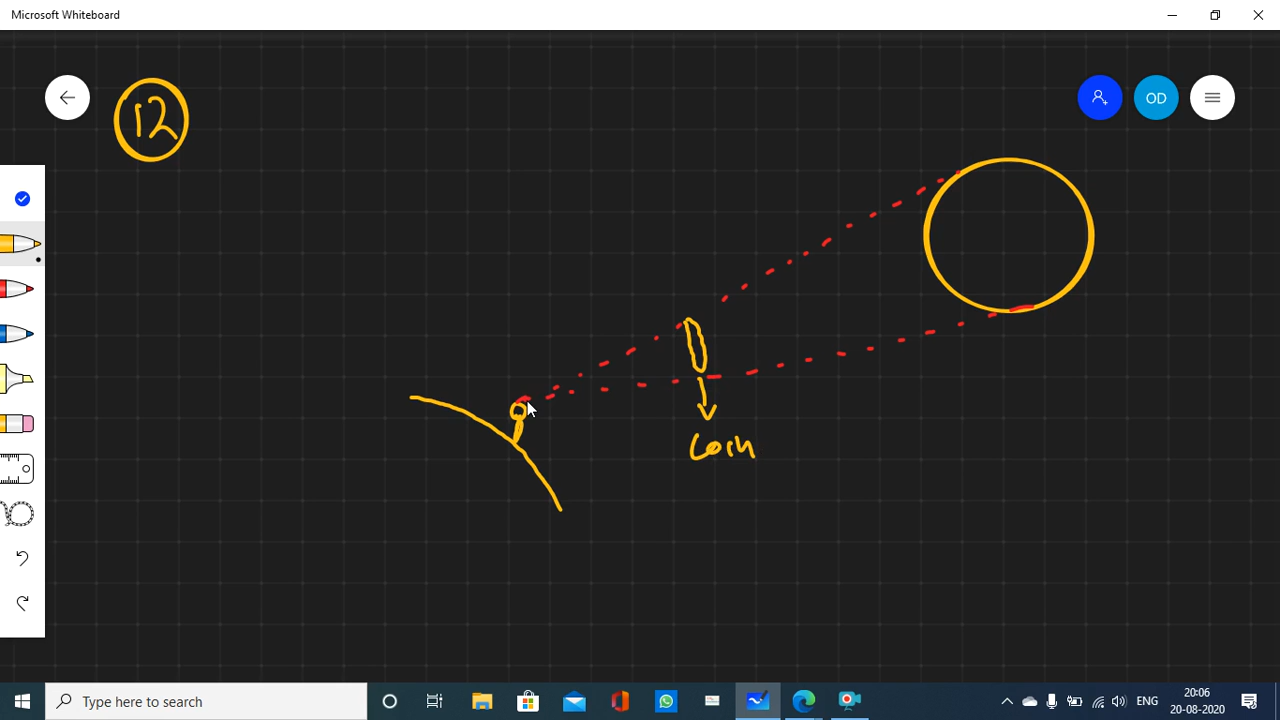 Microsoft Whiteboard
12
OD
Coin
Type here to search
ENG
20:06
20-08-2020